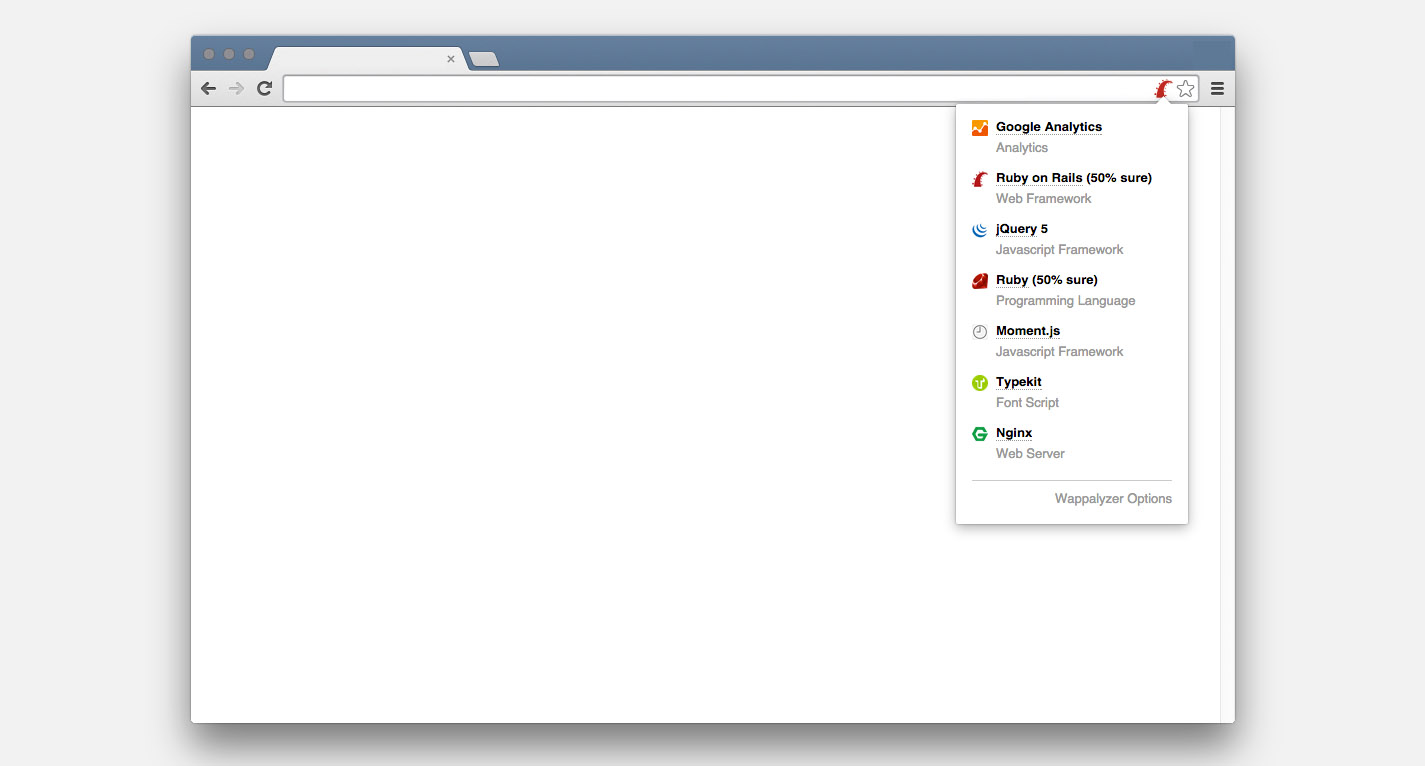 Google Analytics
Analytics
Ruby on Rails (50% sure)
Web Framework
jQuery 5
Javascript Framework
Ruby (50% sure)
Programming Language
Moment.js
Javascript Framework
Typekit
Font Script
Nginx
Web Server
Wappalyzer Options